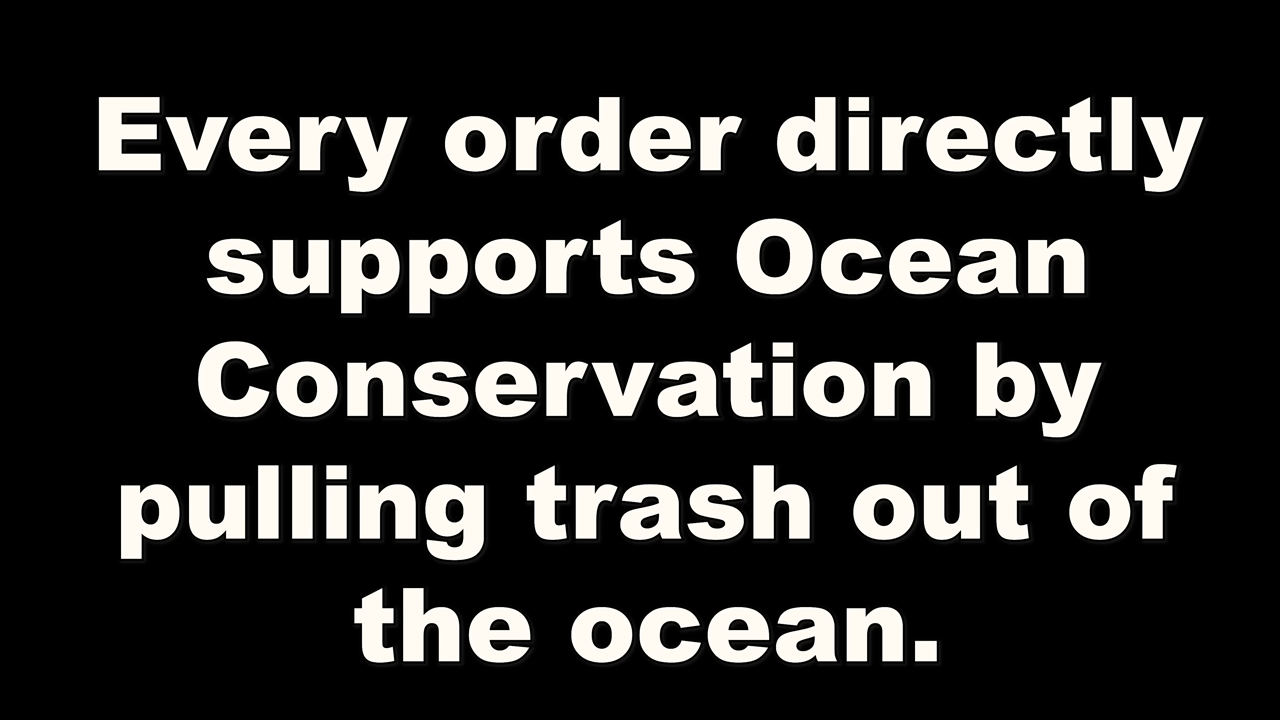 Every order directly
supports Ocean
Conservation by
pulling trash out of
the ocean.